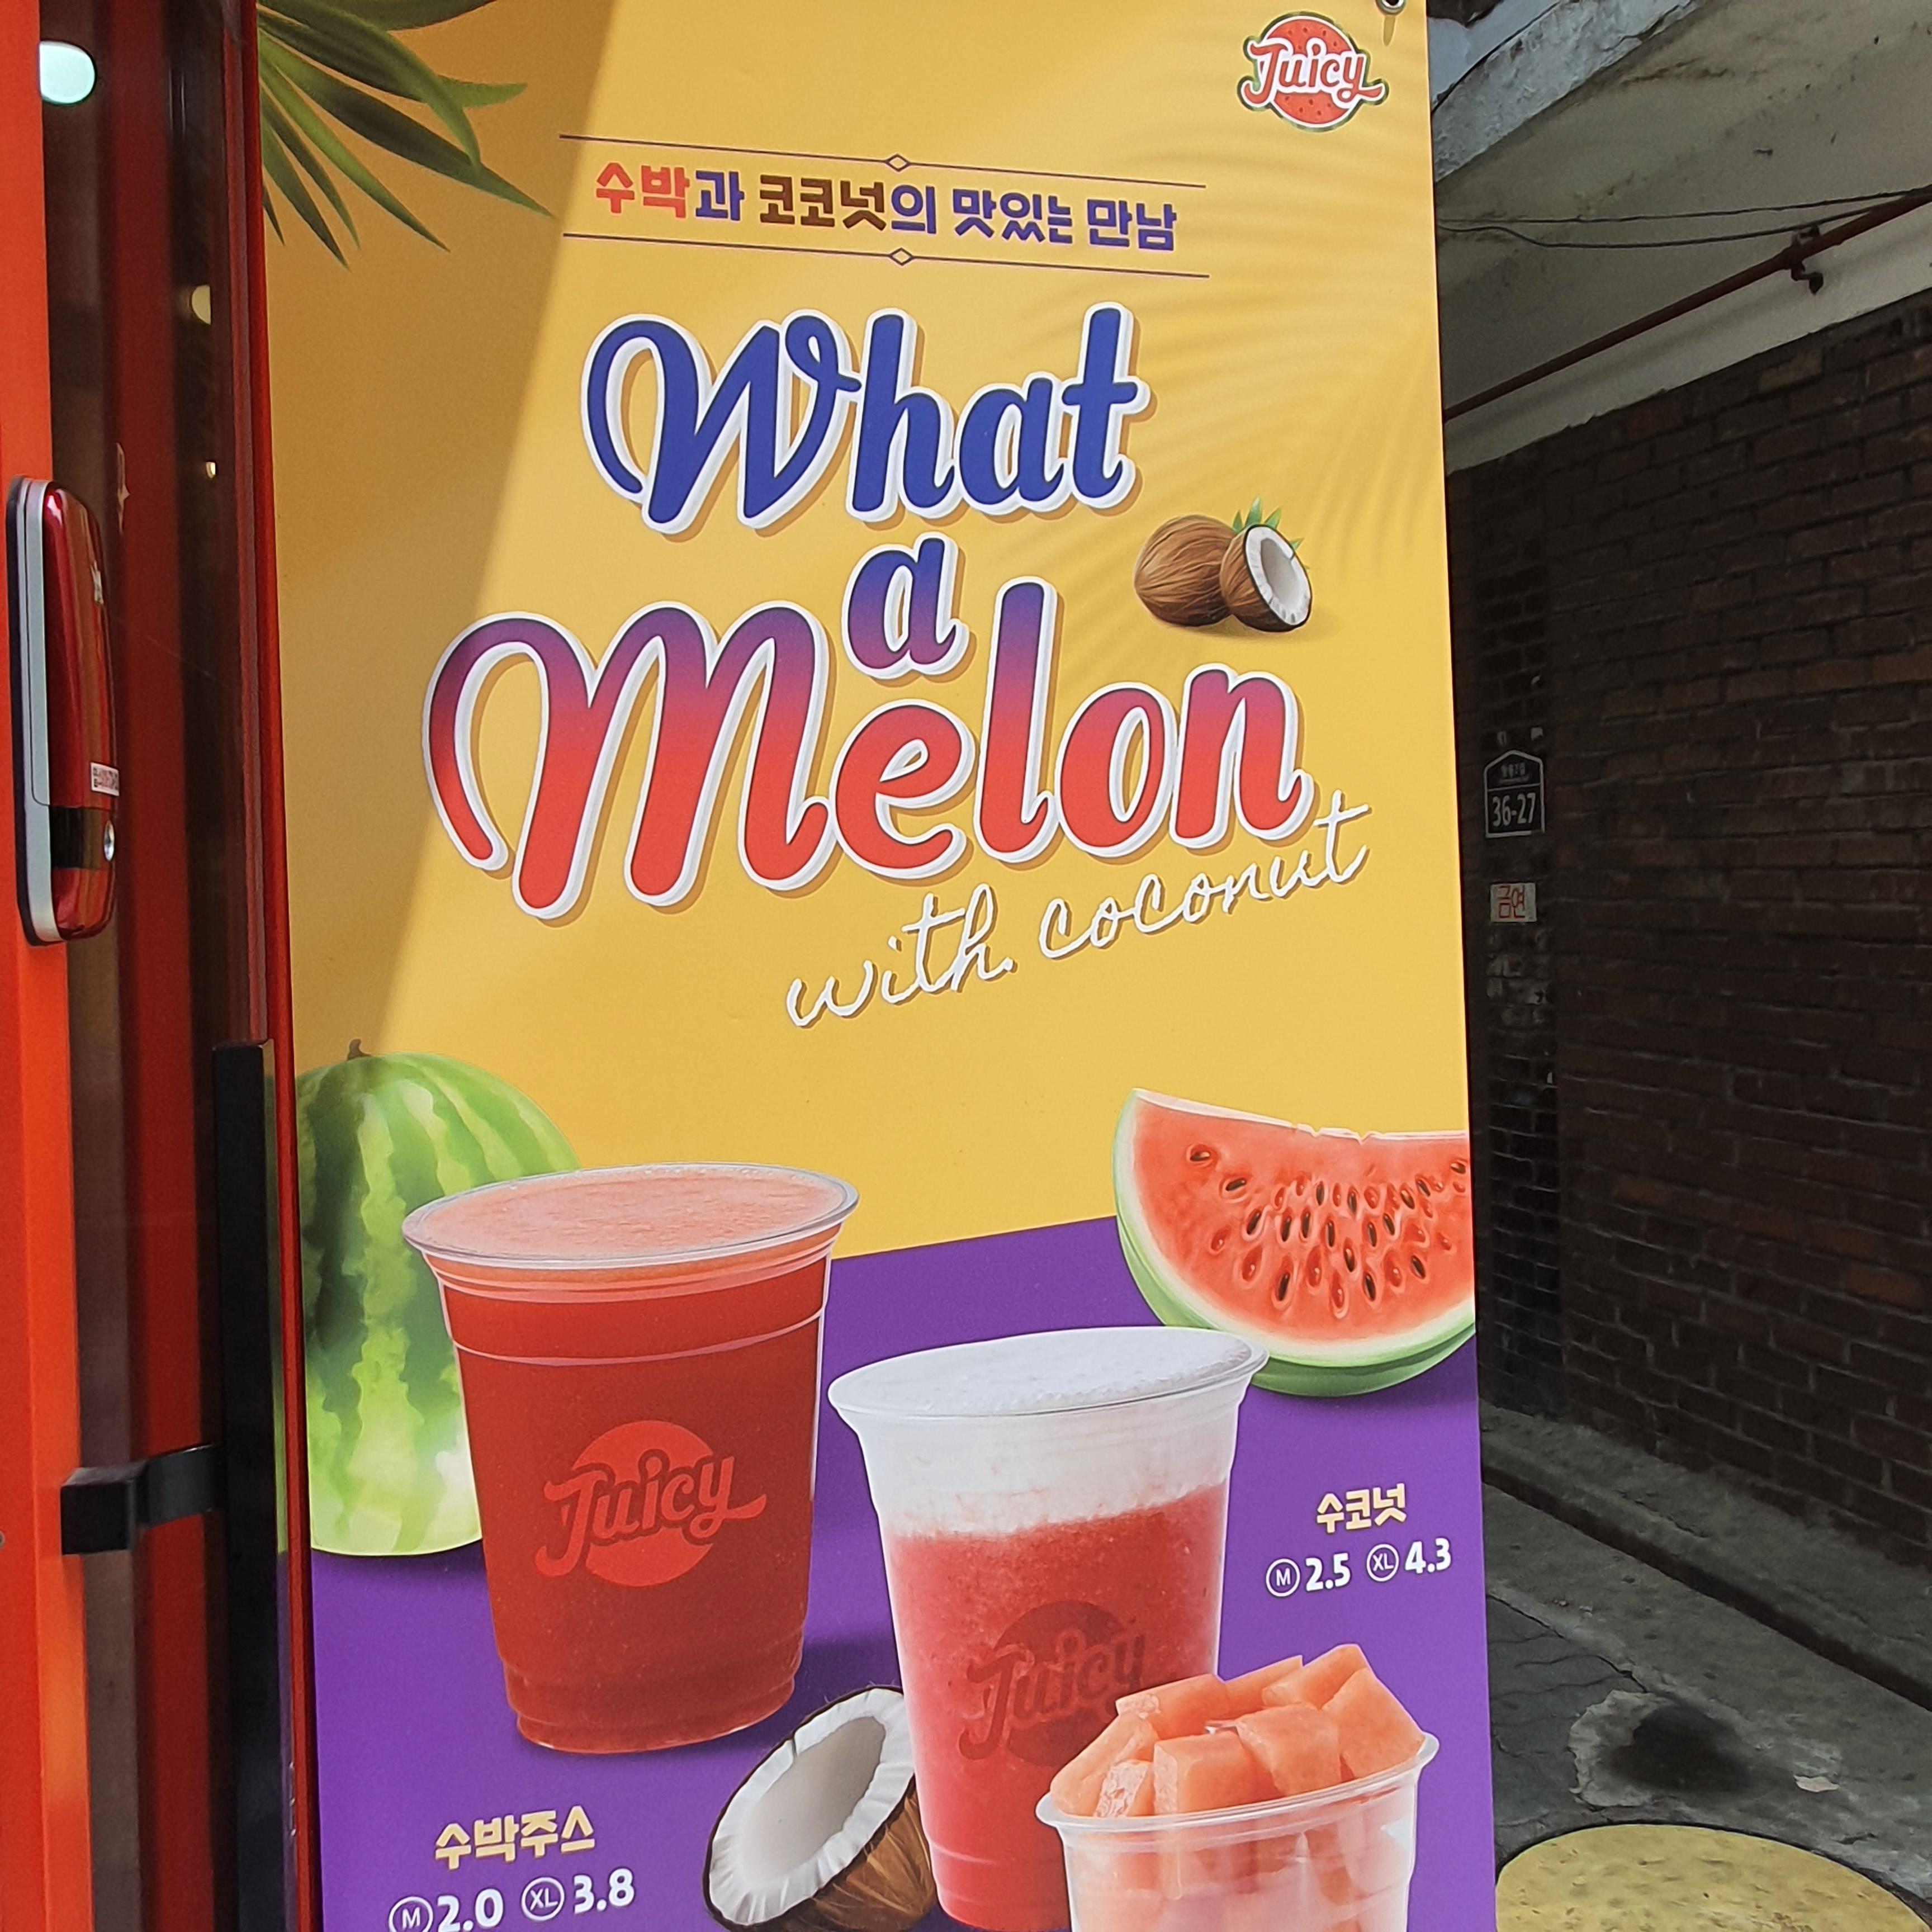 Juicy
수박과 코코넛의 맛있는 만남
What
a
Melon
with coconut
36-27
금연
Juicy
Juicy
수코넛
M 2.5 XL 4.3
수박주스
M 2.0 XL 3.8